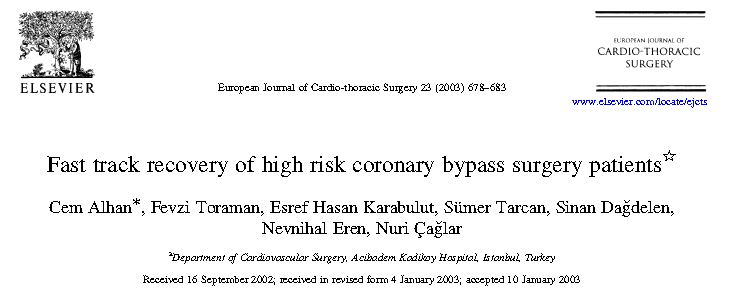 EUROPEAN JOURNAL OF
CARDIO-THORACIC
SURGERY
ELSEVIER
European Journal of Cardio-thoracic Surgery 23 (2003) 678–683
www.elsevier.com/locate/ejcts
Fast track recovery of high risk coronary bypass surgery patients☆
Cem Alhan*, Fevzi Toraman, Esref Hasan Karabulut, Sümer Tarcan, Sinan Dağdelen,
Nevnihal Eren, Nuri Çağlar
ªDepartment of Cardiovascular Surgery, Acibadem Kadikoy Hospital, Istanbul, Turkey
Received 16 September 2002; received in revised form 4 January 2003; accepted 10 January 2003